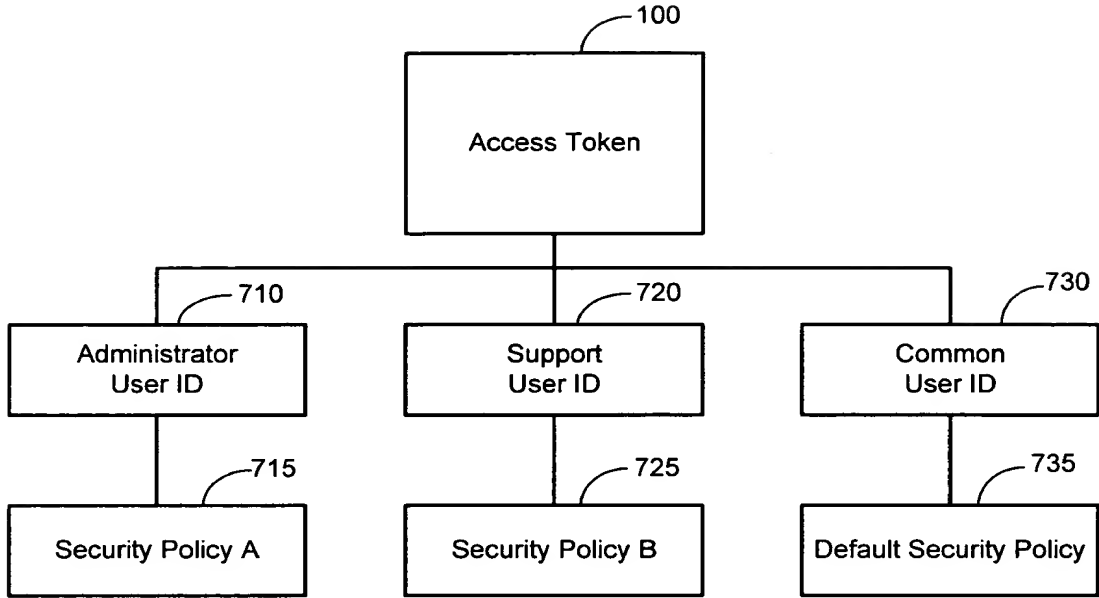 100
Access Token
710
720
730
Administrator
User ID
Support
User ID
Common
User ID
715
725
735
Security Policy A
Security Policy B
Default Security Policy